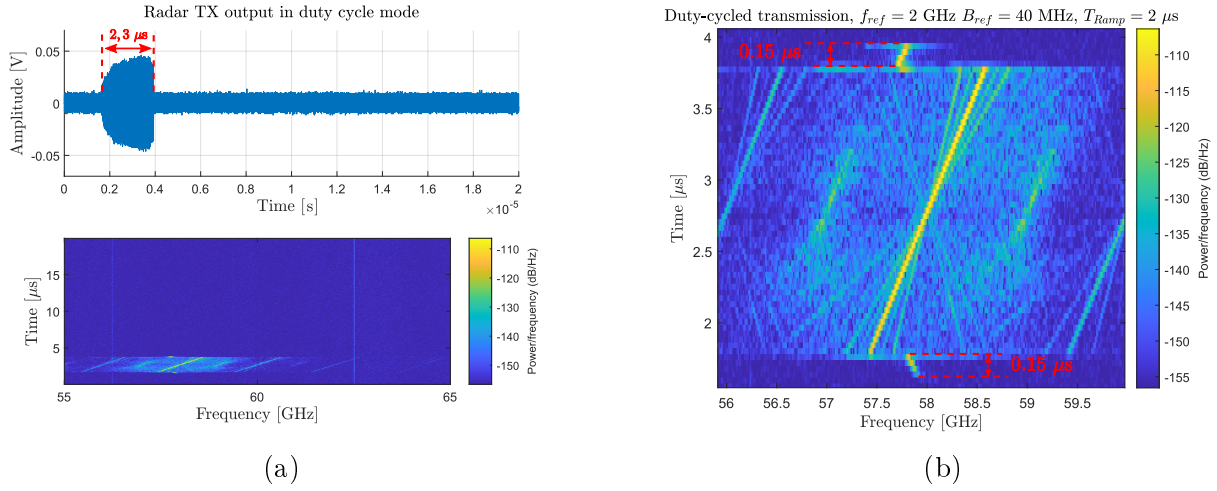 Radar TX output in duty cycle mode
2, 3 μs
Amplitude [V]
0.05
0
-0.05
0 0.2 0.4 0.6 0.8 1 1.2 1.4 1.6 1.8 2
Time [s]
×10⁻⁵
Time [μs]
15
10
5
55 60 65
Frequency [GHz]
-110
-120
-130
-140
-150
Power/frequency (dB/Hz)
(a)
Duty-cycled transmission, f_ref = 2 GHz B_ref = 40 MHz, T_Ramp = 2 μs
0.15 μs
Time [μs]
4
3.5
3
2.5
2
0.15 μs
56 56.5 57 57.5 58 58.5 59 59.5
Frequency [GHz]
-110
-115
-120
-125
-130
-135
-140
-145
-150
-155
Power/frequency (dB/Hz)
(b)